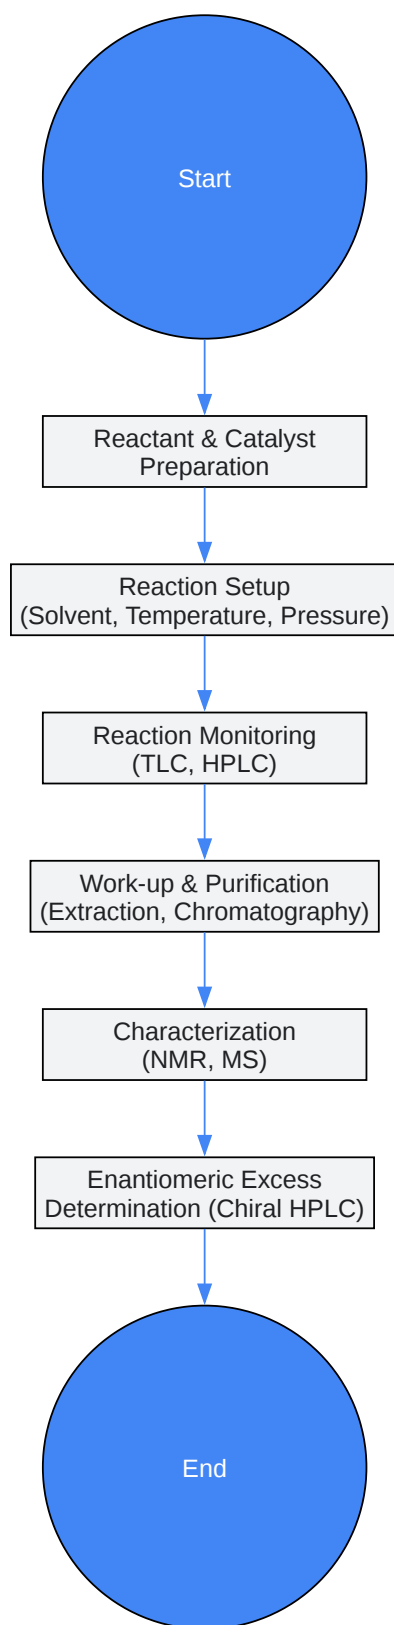 Start
Reactant & Catalyst
Preparation
Reaction Setup
(Solvent, Temperature, Pressure)
Reaction Monitoring
(TLC, HPLC)
Work-up & Purification
(Extraction, Chromatography)
Characterization
(NMR, MS)
Enantiomeric Excess
Determination (Chiral HPLC)
End